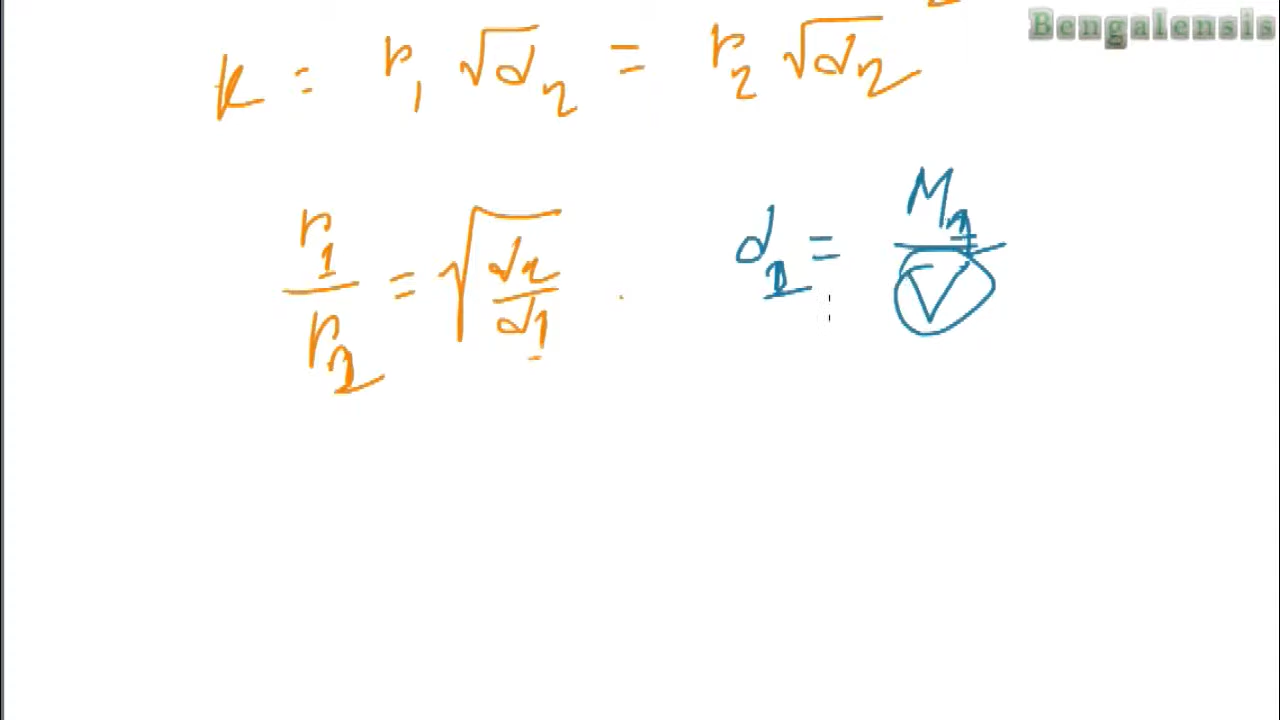 Bengalensis
k = r₁ √d₂ = r₂ √d₂
r₁/r₂ = √(d₂/d₁)
d₁ = M₁/V